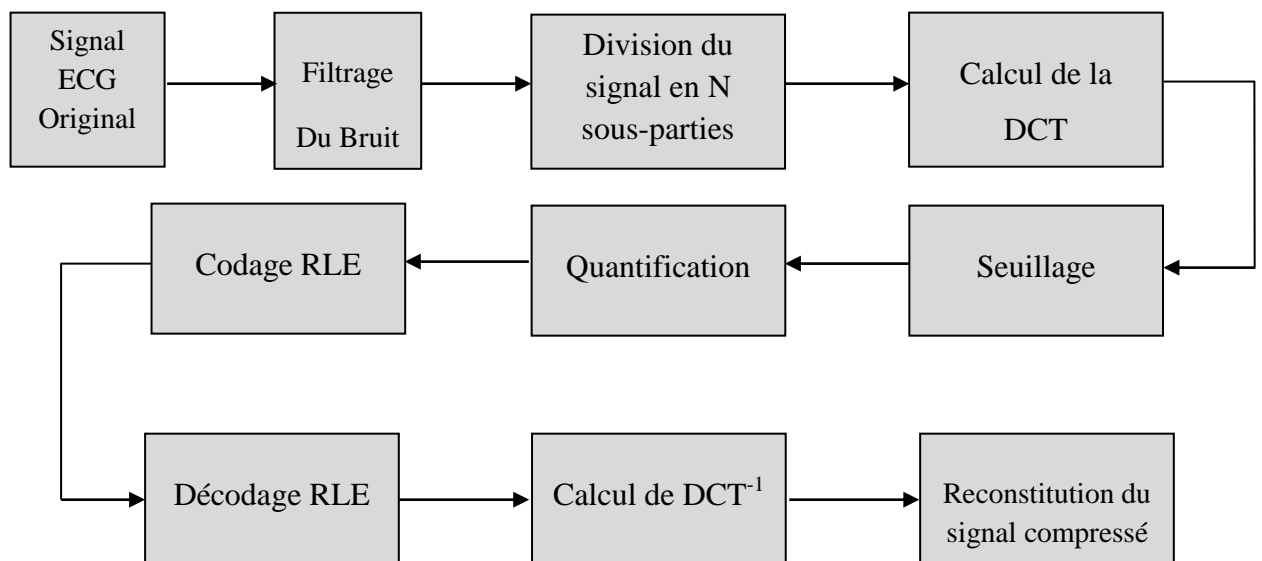 Signal
ECG
Original
Filtrage
Du Bruit
Division du
signal en N
sous-parties
Calcul de la
DCT
Codage RLE
Quantification
Seuillage
Décodage RLE
Calcul de DCT-1
Reconstitution du
signal compressé